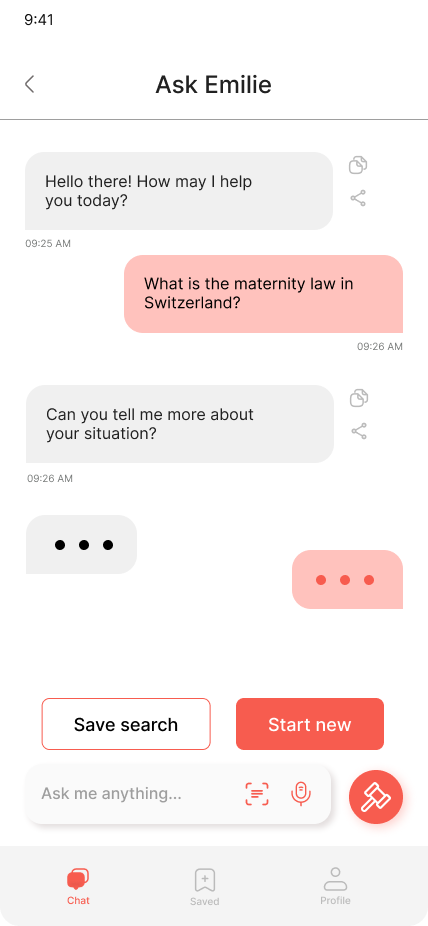 9:41
Ask Emilie
Hello there! How may I help
you today?
09:25 AM
What is the maternity law in
Switzerland?
09:26 AM
Can you tell me more about
your situation?
09:26 AM
Save search
Start new
Ask me anything...
Chat
Saved
Profile